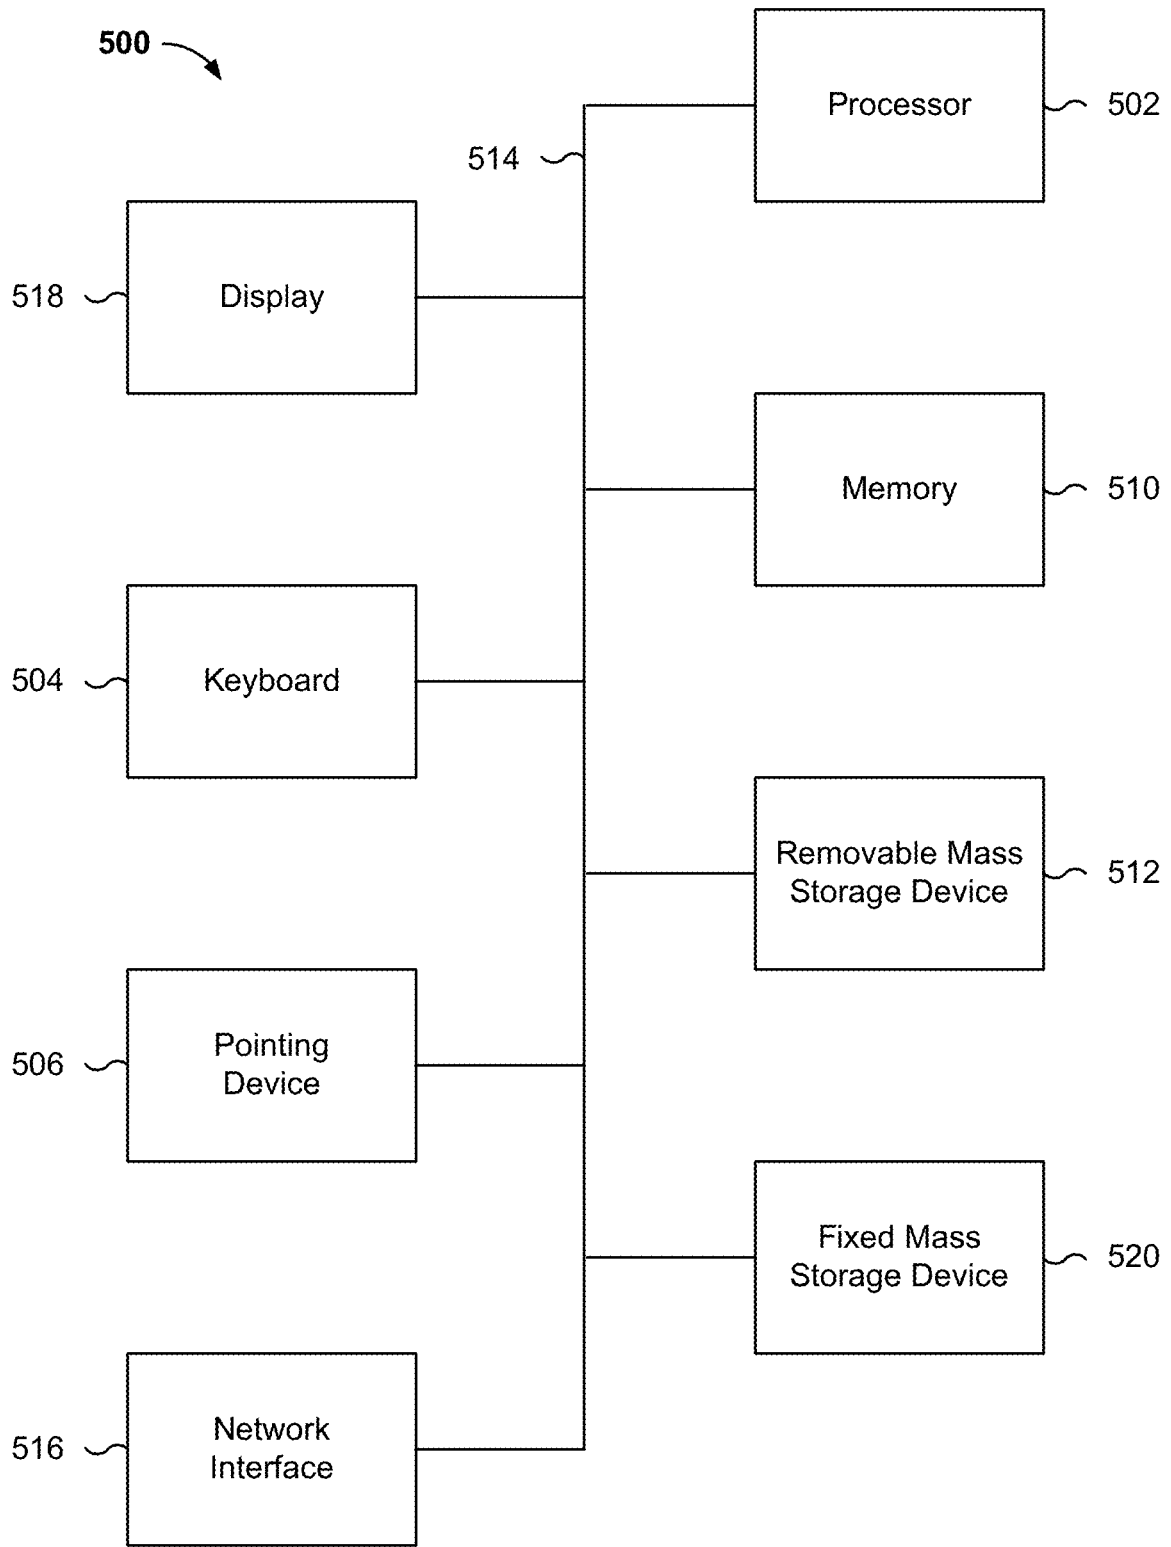 500
Processor
502
514
Display
518
Memory
510
Keyboard
504
Removable Mass
Storage Device
512
Pointing
Device
506
Fixed Mass
Storage Device
520
Network
Interface
516